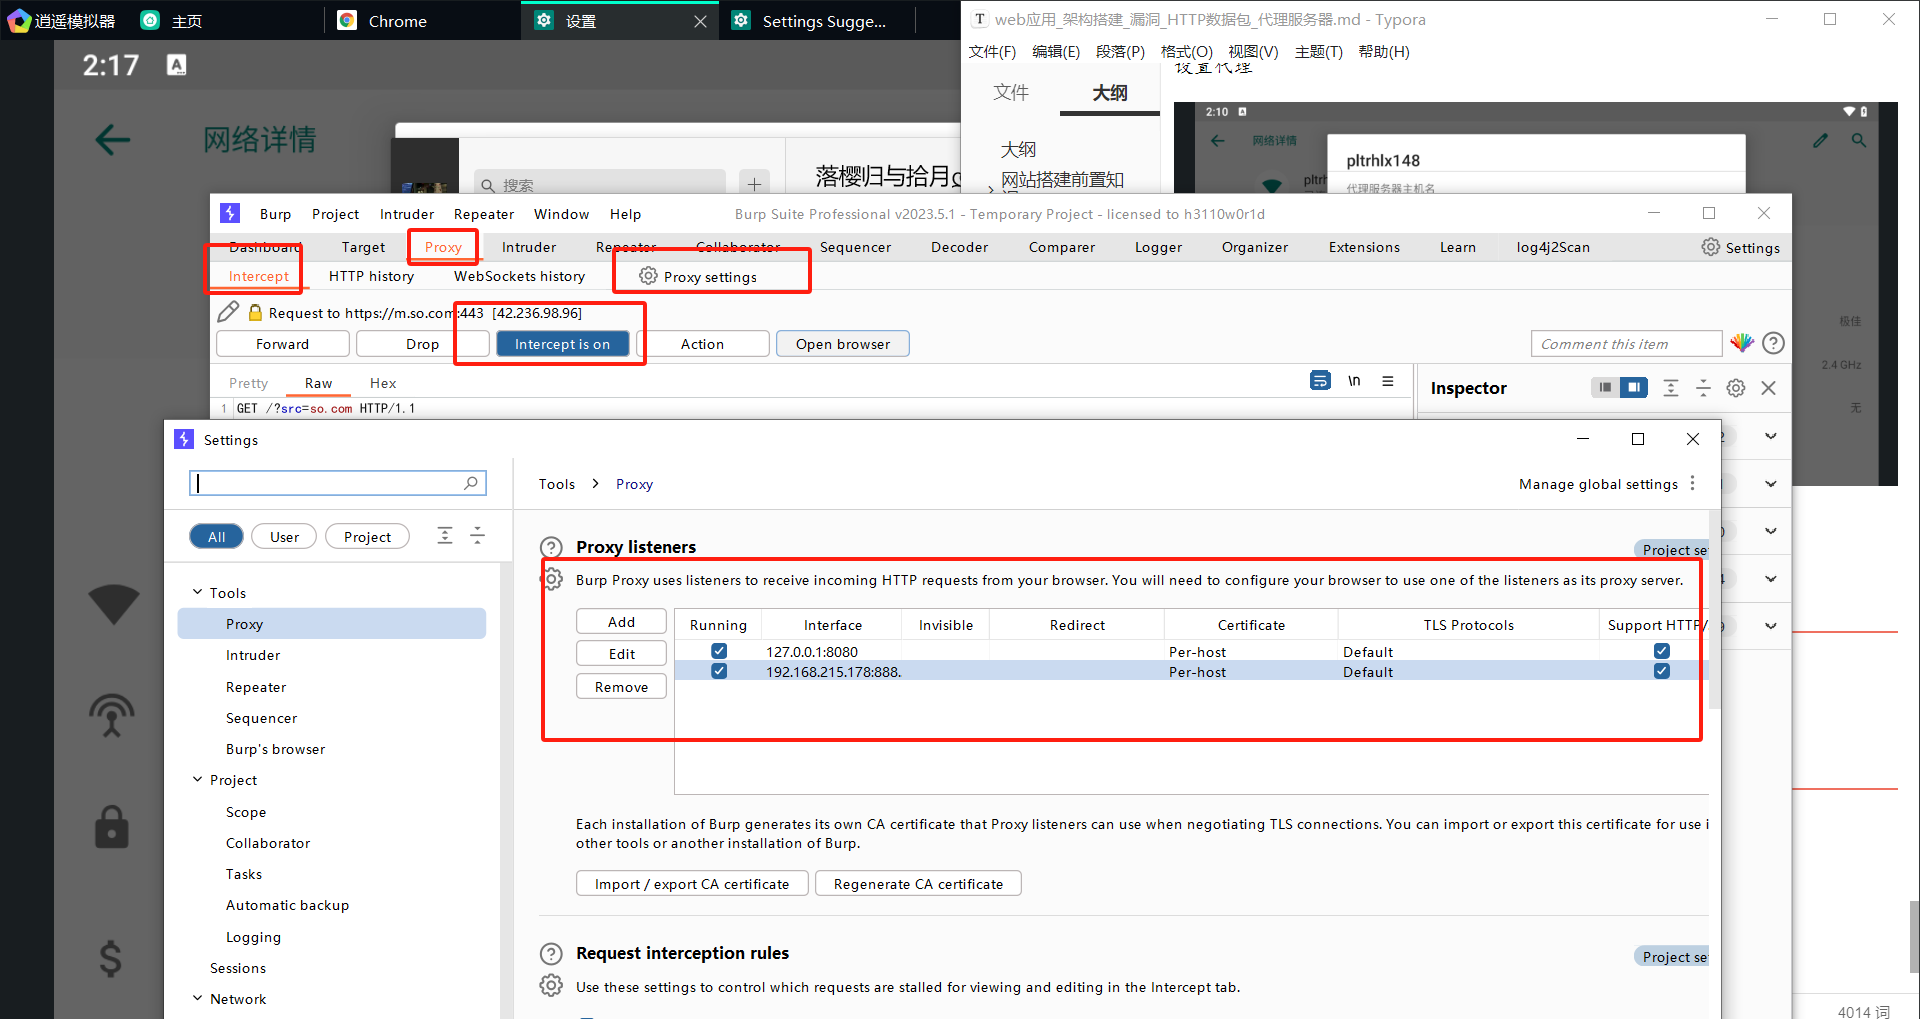 逍遥模拟器
主页
Chrome
设置
Settings Sugge...
web应用_架构搭建_漏洞_HTTP数据包_代理服务器.md - Typora
文件(F) 编辑(E) 段落(P) 格式(O) 视图(V) 主题(T) 帮助(H)
设置代理
文件
大纲
大纲
网站搭建前置知
2:10
网络详情
pltrhlx148
代理服务器主机名
2:17
网络详情
搜索
落樱归与拾月
极佳
2.4 GHz
无
Burp Project Intruder Repeater Window Help
Burp Suite Professional v2023.5.1 - Temporary Project - licensed to h3110w0r1d
Dashboard Target Proxy Intruder Repeater Collaborator Sequencer Decoder Comparer Logger Organizer Extensions Learn log4j2Scan Settings
Intercept HTTP history WebSockets history Proxy settings
Request to https://m.so.com:443 [42.236.98.96]
Forward Drop Intercept is on Action Open browser Comment this item
Pretty Raw Hex \n
Inspector
1 GET /?src=so.com HTTP/1.1
Settings
Tools > Proxy
Manage global settings
All User Project
Tools
Proxy
Intruder
Repeater
Sequencer
Burp's browser
Project
Scope
Collaborator
Tasks
Automatic backup
Logging
Sessions
Network
Proxy listeners
Project se
Burp Proxy uses listeners to receive incoming HTTP requests from your browser. You will need to configure your browser to use one of the listeners as its proxy server.
Add
Edit
Remove
Running Interface Invisible Redirect Certificate TLS Protocols Support HTTP/
127.0.0.1:8080 Per-host Default
192.168.215.178:888. Per-host Default
Each installation of Burp generates its own CA certificate that Proxy listeners can use when negotiating TLS connections. You can import or export this certificate for use i
other tools or another installation of Burp.
Import / export CA certificate Regenerate CA certificate
Request interception rules
Project se
Use these settings to control which requests are stalled for viewing and editing in the Intercept tab.
4014 词